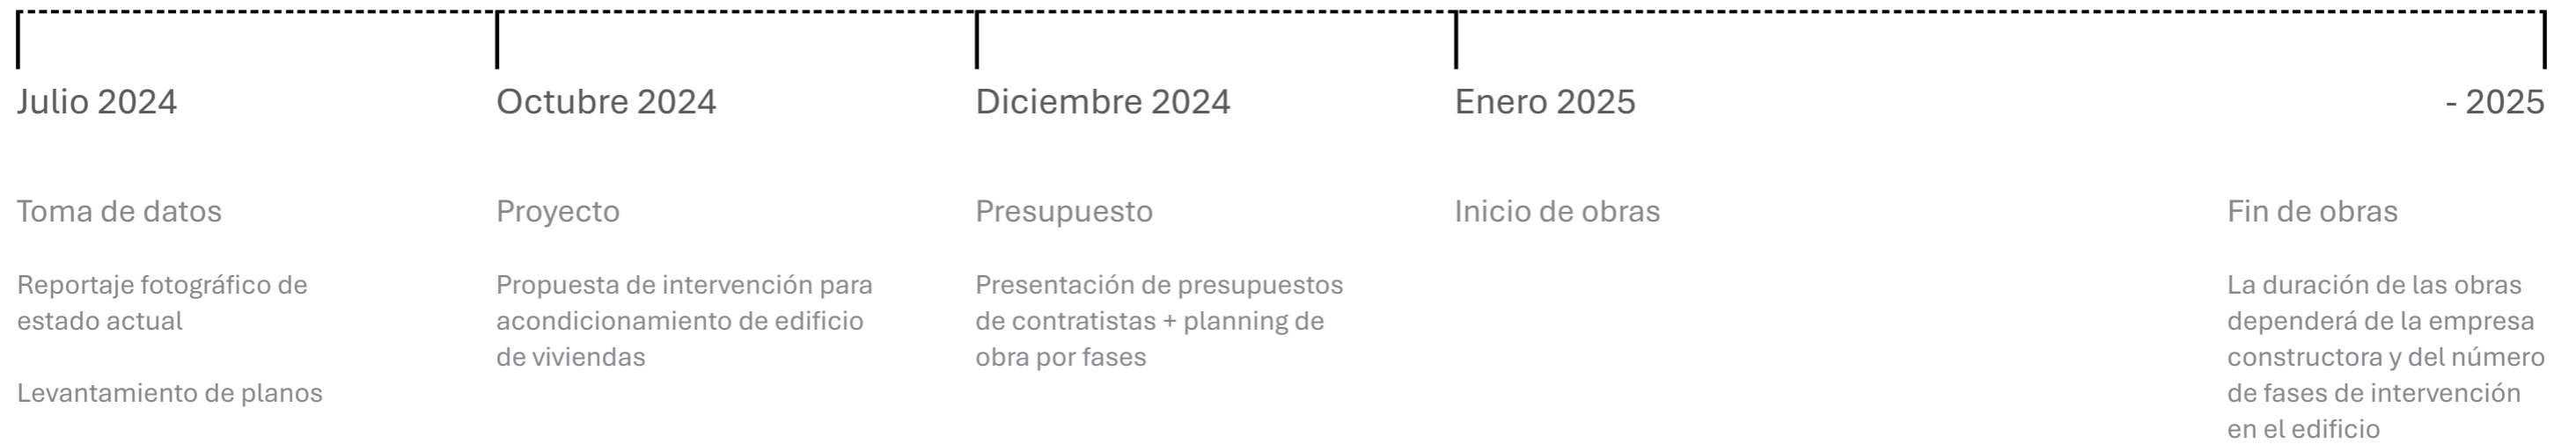 Julio 2024
Octubre 2024
Diciembre 2024
Enero 2025
- 2025
Toma de datos
Proyecto
Presupuesto
Inicio de obras
Fin de obras
Reportaje fotográfico de
estado actual
Levantamiento de planos
Propuesta de intervención para
acondicionamiento de edificio
de viviendas
Presentación de presupuestos
de contratistas + planning de
obra por fases
La duración de las obras
dependerá de la empresa
constructora y del número
de fases de intervención
en el edificio